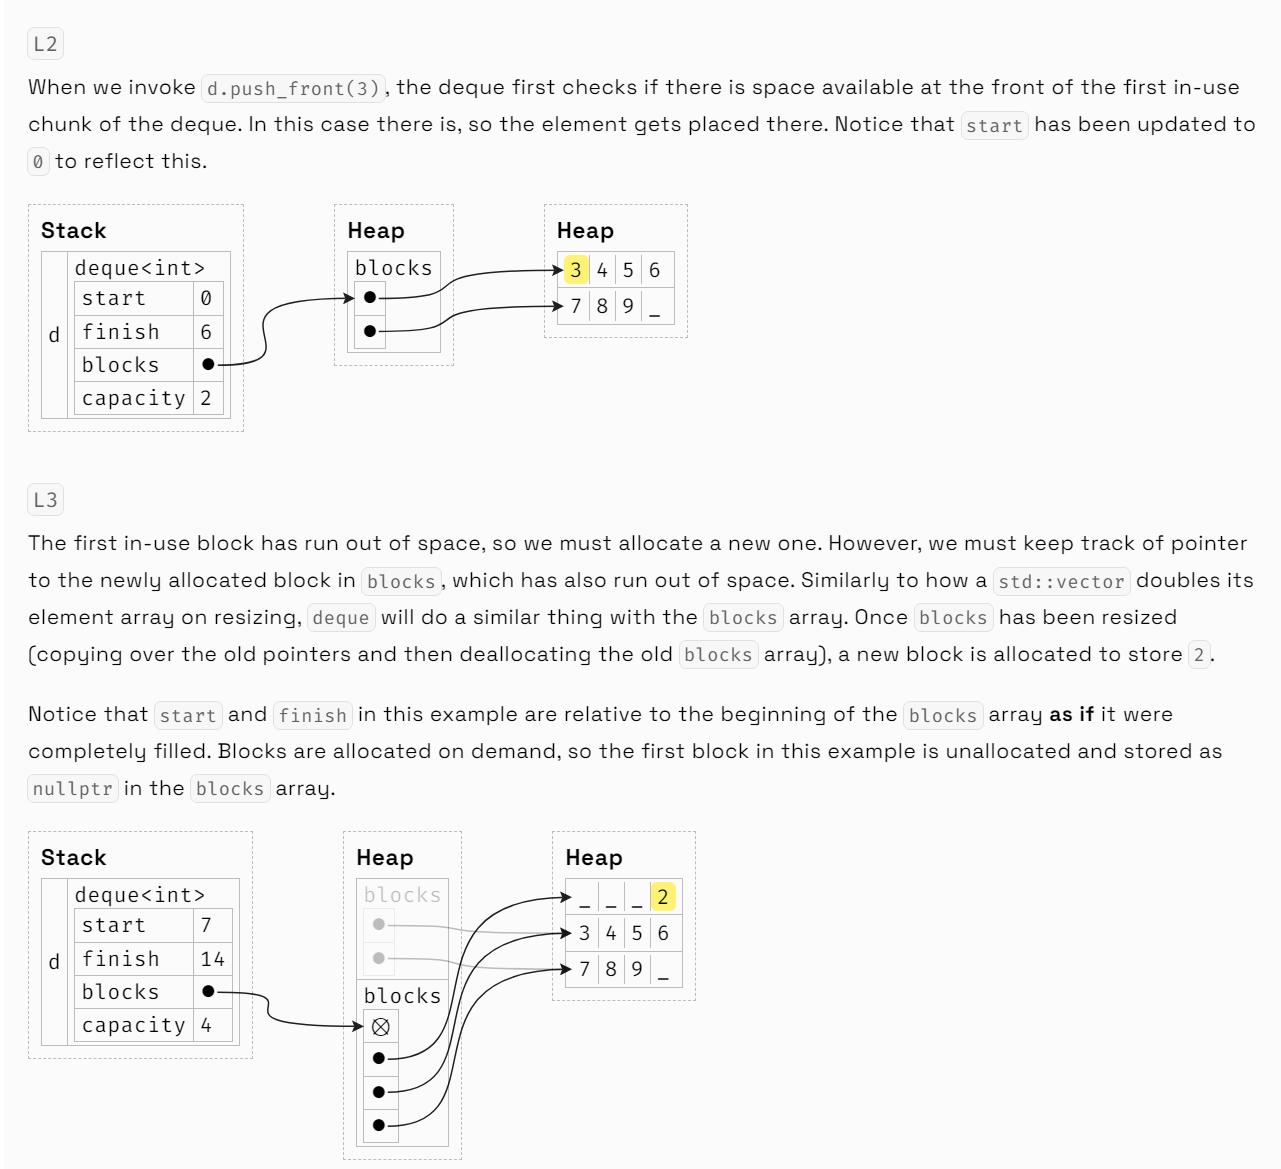 L2
When we invoke d.push_front(3), the deque first checks if there is space available at the front of the first in-use
chunk of the deque. In this case there is, so the element gets placed there. Notice that start has been updated to
0 to reflect this.
Stack
d
deque<int>
start 0
finish 6
blocks
capacity 2
Heap
blocks
Heap
3 4 5 6
7 8 9 _
L3
The first in-use block has run out of space, so we must allocate a new one. However, we must keep track of pointer
to the newly allocated block in blocks, which has also run out of space. Similarly to how a std::vector doubles its
element array on resizing, deque will do a similar thing with the blocks array. Once blocks has been resized
(copying over the old pointers and then deallocating the old blocks array), a new block is allocated to store 2.
Notice that start and finish in this example are relative to the beginning of the blocks array as if it were
completely filled. Blocks are allocated on demand, so the first block in this example is unallocated and stored as
nullptr in the blocks array.
Stack
d
deque<int>
start 7
finish 14
blocks
capacity 4
Heap
blocks
blocks
Heap
_ _ _ 2
3 4 5 6
7 8 9 _